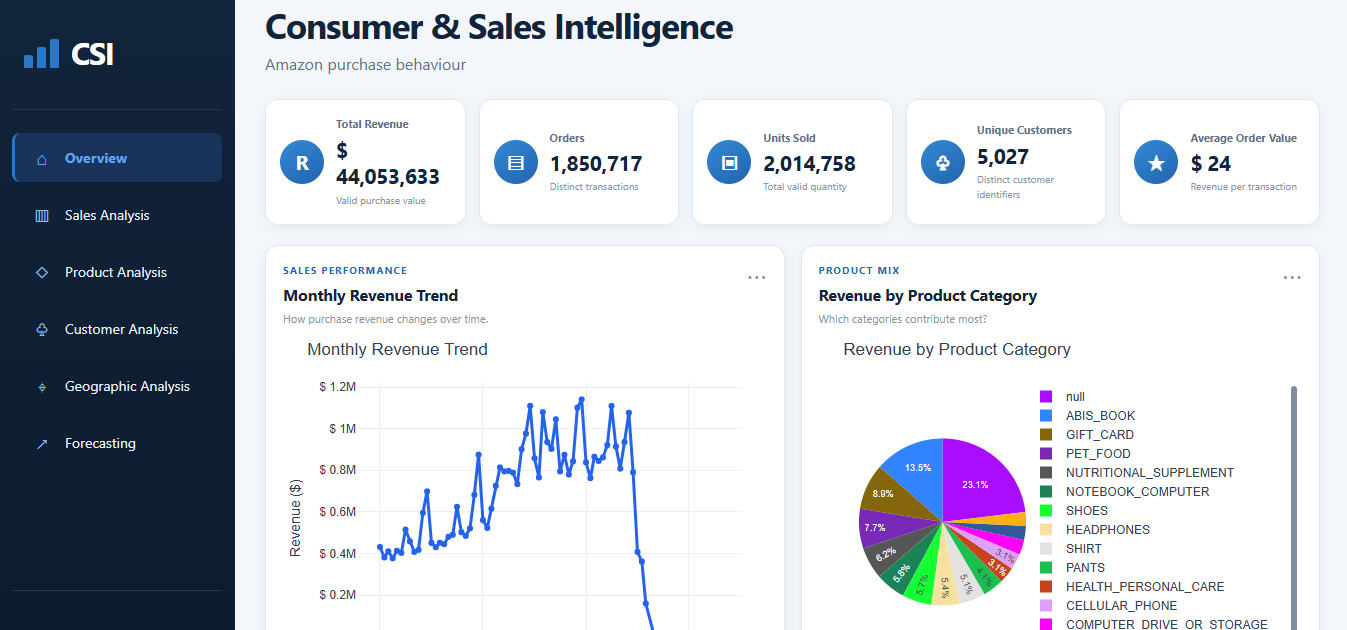 CSI
Overview
Sales Analysis
Product Analysis
Customer Analysis
Geographic Analysis
Forecasting
Consumer & Sales Intelligence
Amazon purchase behaviour
R
Total Revenue
$
44,053,633
Valid purchase value
Orders
1,850,717
Distinct transactions
Units Sold
2,014,758
Total valid quantity
Unique Customers
5,027
Distinct customer
identifiers
Average Order Value
$ 24
Revenue per transaction
SALES PERFORMANCE
Monthly Revenue Trend
How purchase revenue changes over time.
Monthly Revenue Trend
Revenue ($)
$ 1.2M
$ 1M
$ 0.8M
$ 0.6M
$ 0.4M
$ 0.2M
PRODUCT MIX
Revenue by Product Category
Which categories contribute most?
Revenue by Product Category
23.1%
13.5%
8.9%
7.7%
6.2%
5.8%
5.7%
5.4%
5.1%
4.1%
3.1%
3.1%
null
ABIS_BOOK
GIFT_CARD
PET_FOOD
NUTRITIONAL_SUPPLEMENT
NOTEBOOK_COMPUTER
SHOES
HEADPHONES
SHIRT
PANTS
HEALTH_PERSONAL_CARE
CELLULAR_PHONE
COMPUTER_DRIVE_OR_STORAGE